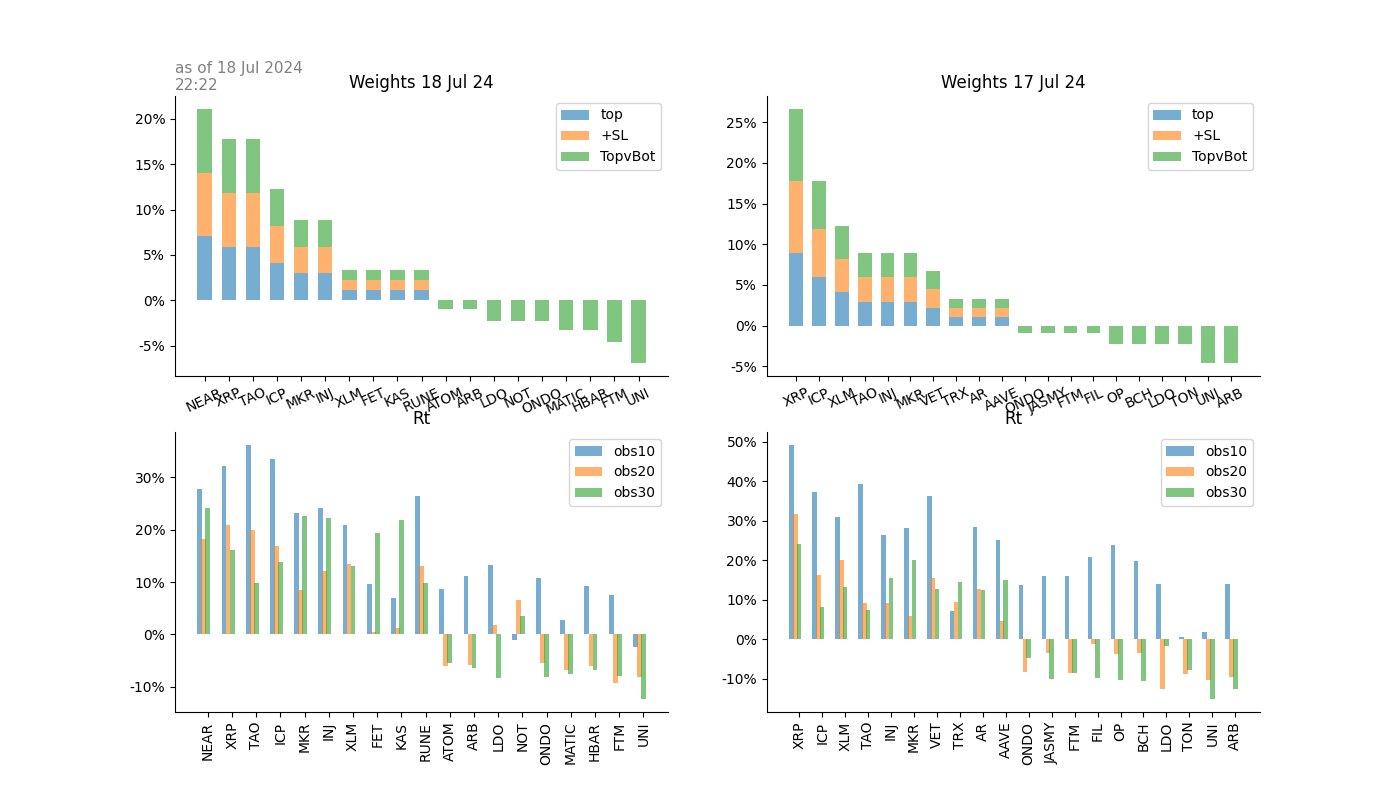 as of 18 Jul 2024
22:22
Weights 18 Jul 24
20%
15%
10%
5%
0%
-5%
top
+SL
TopvBot
NEAR XRP TAO ICP MKR INJ XLM FET KAS RUNE ATOM ARB LDO NOT ONDO MATIC HBAR FTM UNI
Weights 17 Jul 24
25%
20%
15%
10%
5%
0%
-5%
top
+SL
TopvBot
XRP ICP XLM TAO INJ MKR VET TRX AR AAVE ONDO JASMY FTM FIL OP BCH LDO TON UNI ARB
Rt
30%
20%
10%
0%
-10%
obs10
obs20
obs30
NEAR XRP TAO ICP MKR INJ XLM FET KAS RUNE ATOM ARB LDO NOT ONDO MATIC HBAR FTM UNI
Rt
50%
40%
30%
20%
10%
0%
-10%
obs10
obs20
obs30
XRP ICP XLM TAO INJ MKR VET TRX AR AAVE ONDO JASMY FTM FIL OP BCH LDO TON UNI ARB